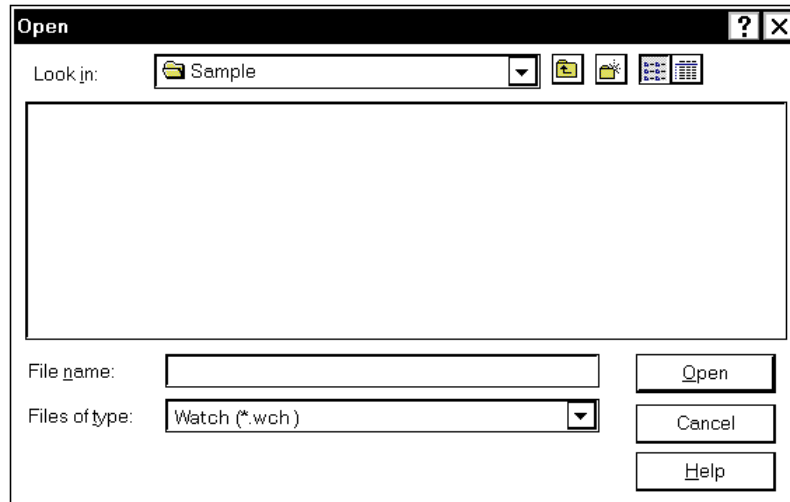 Open
Look in: Sample
File name:
Open
Files of type: Watch (*.wch )
Cancel
Help